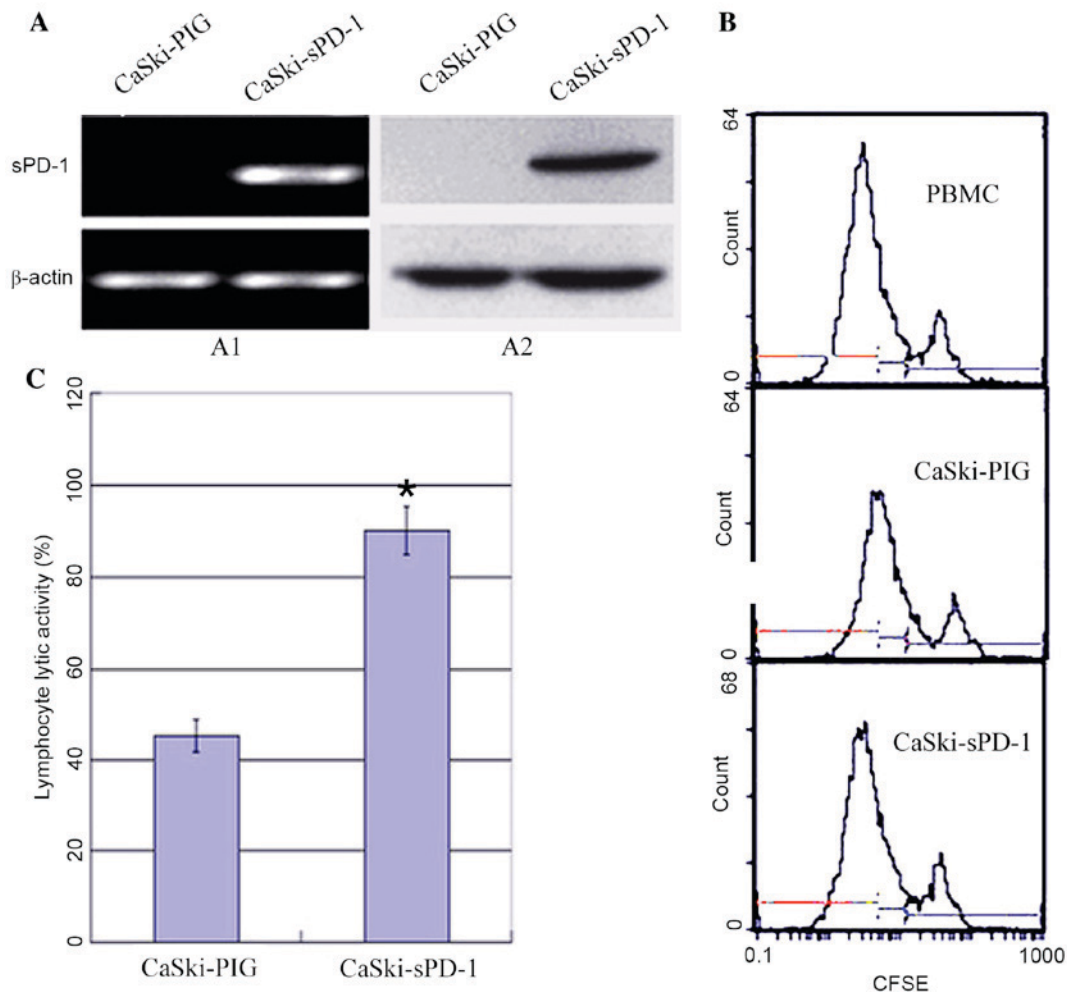 A
CaSki-PIG
CaSki-sPD-1
CaSki-PIG
CaSki-sPD-1
sPD-1
β-actin
A1
A2
B
64
Count
0
PBMC
64
Count
0
CaSki-PIG
68
Count
0
CaSki-sPD-1
0.1
1000
CFSE
C
Lymphocyte lytic activity (%)
120
100
80
60
40
20
0
*
CaSki-PIG
CaSki-sPD-1